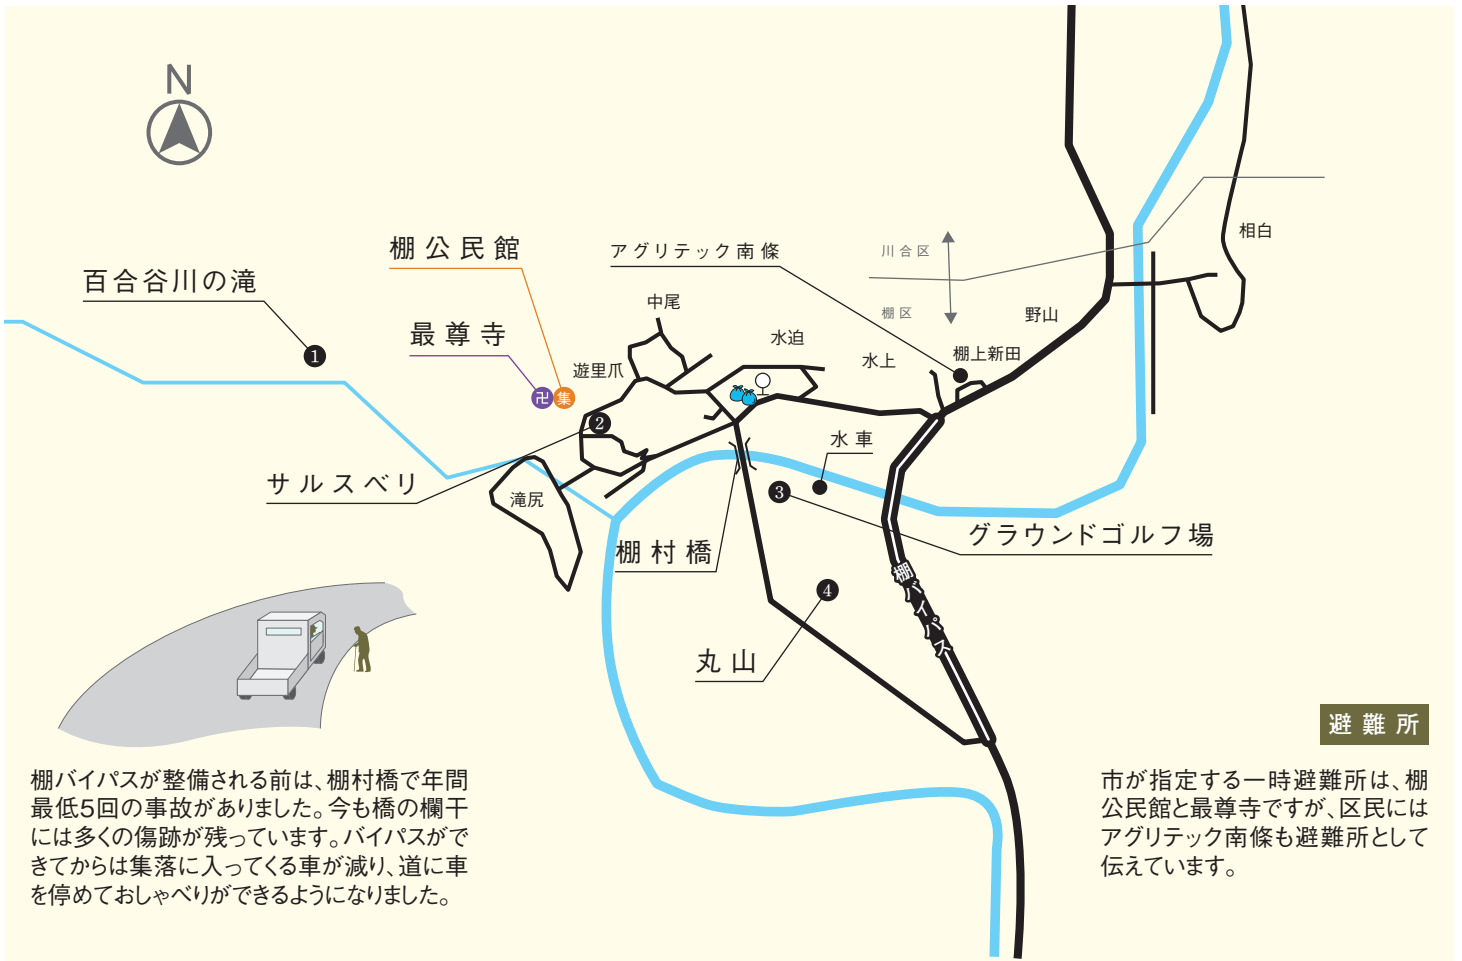 N
百合谷川の滝
1
棚公民館
最尊寺
卍
集
アグリテック南條
川合区
棚区
相白
野山
中尾
水迫
水上
棚上新田
遊里爪
2
サルスベリ
滝尻
水車
3
グラウンドゴルフ場
棚村橋
4
丸山
棚バイパス
棚バイパスが整備される前は、棚村橋で年間
最低5回の事故がありました。今も橋の欄干
には多くの傷跡が残っています。バイパスがで
きてからは集落に入ってくる車が減り、道に車
を停めておしゃべりができるようになりました。
避難所
市が指定する一時避難所は、棚
公民館と最尊寺ですが、区民には
アグリテック南條も避難所として
伝えています。